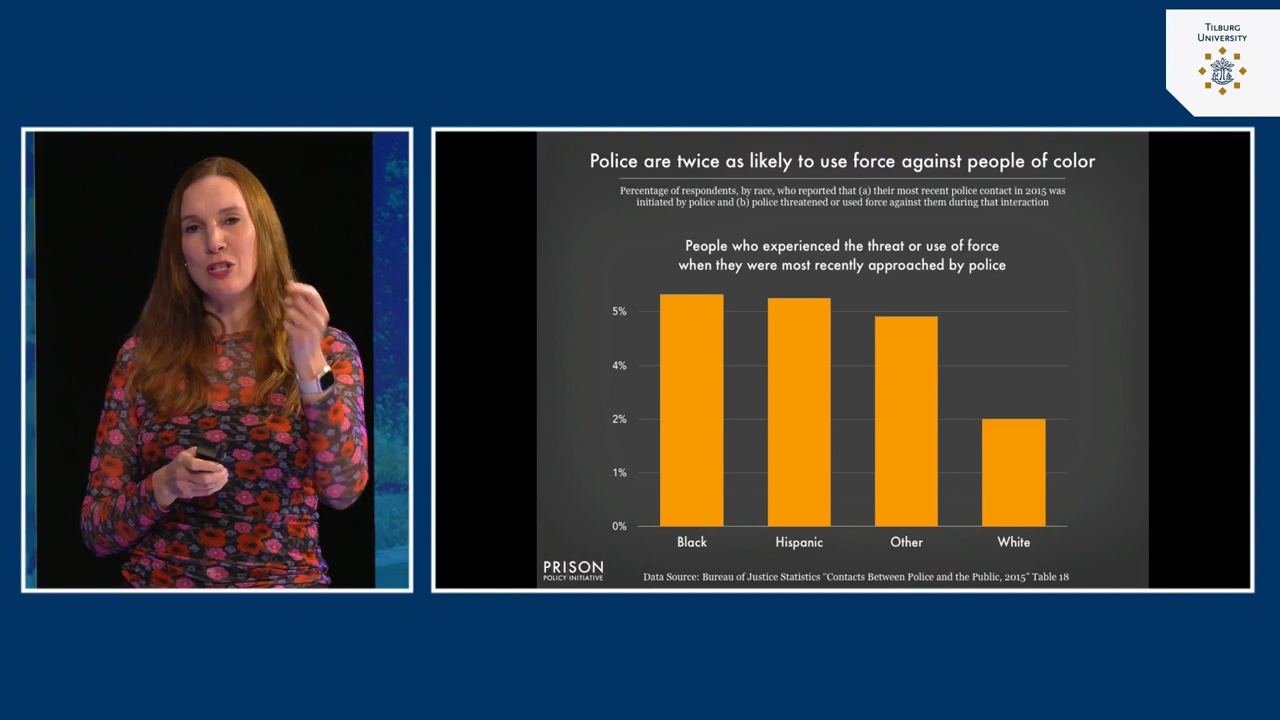 TILBURG
UNIVERSITY
Police are twice as likely to use force against people of color
Percentage of respondents, by race, who reported that (a) their most recent police contact in 2015 was
initiated by police and (b) police threatened or used force against them during that interaction
People who experienced the threat or use of force
when they were most recently approached by police
5%
4%
2%
1%
0%
Black
Hispanic
Other
White
PRISON
POLICY INITIATIVE
Data Source: Bureau of Justice Statistics “Contacts Between Police and the Public, 2015” Table 18